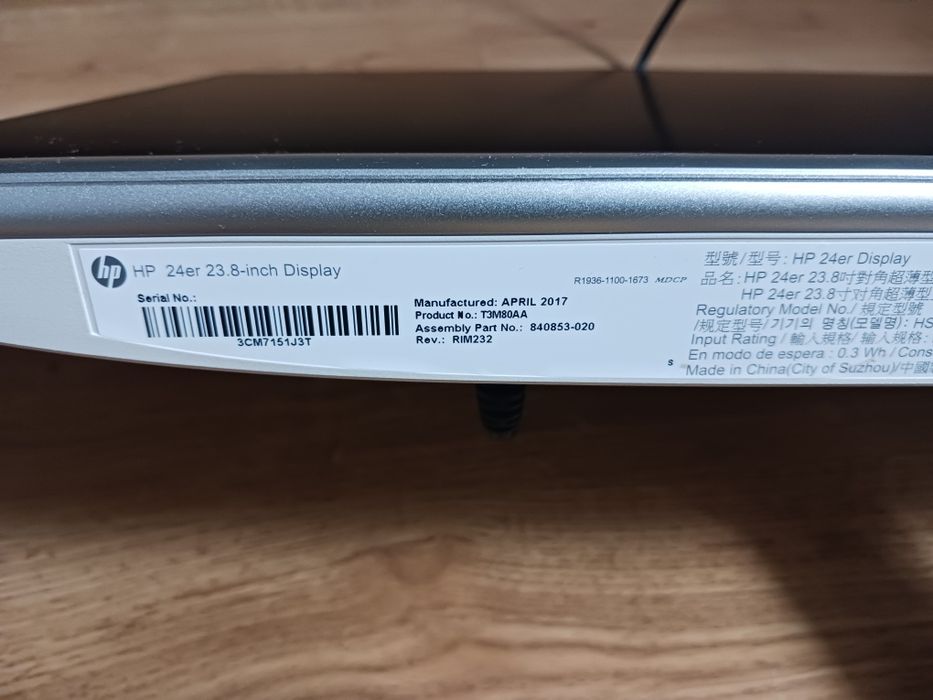 hp HP 24er 23.8-inch Display
Serial No.:
3CM7151J3T
R1936-1100-1673 MDCP
Manufactured: APRIL 2017
Product No.: T3M80AA
Assembly Part No.: 840853-020
Rev.: RIM232
s
型號/型号: HP 24er Display
品名: HP 24er 23.8吋對角超薄型
HP 24er 23.8寸对角超薄型
Regulatory Model No./ 規定型號
/规定型号/기기의 명칭(모델명): HS
Input Rating / 輸入規格/ 输入规格:
En modo de espera : 0.3 Wh / Cons
Made in China(City of Suzhou)/中國